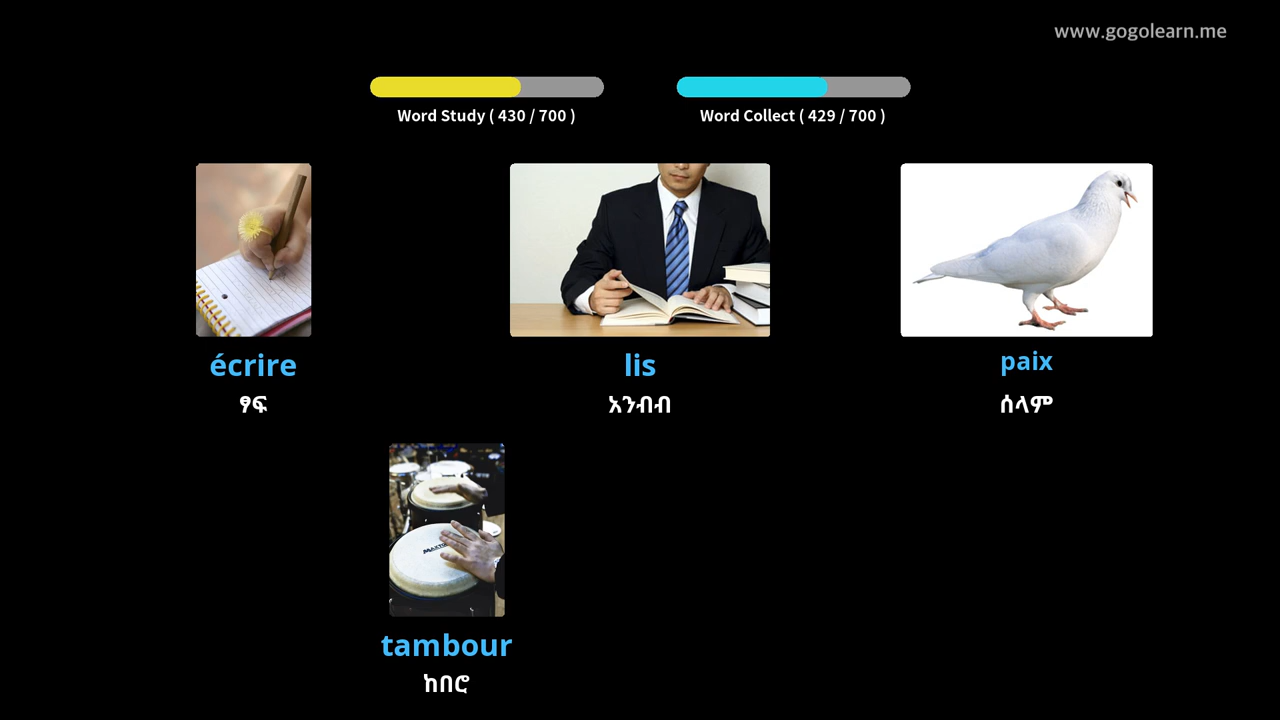 www.gogolearn.me
Word Study ( 430 / 700 )
Word Collect ( 429 / 700 )
écrire
lis
paix
ፃፍ
አንብብ
ሰላም
tambour
ከበሮ